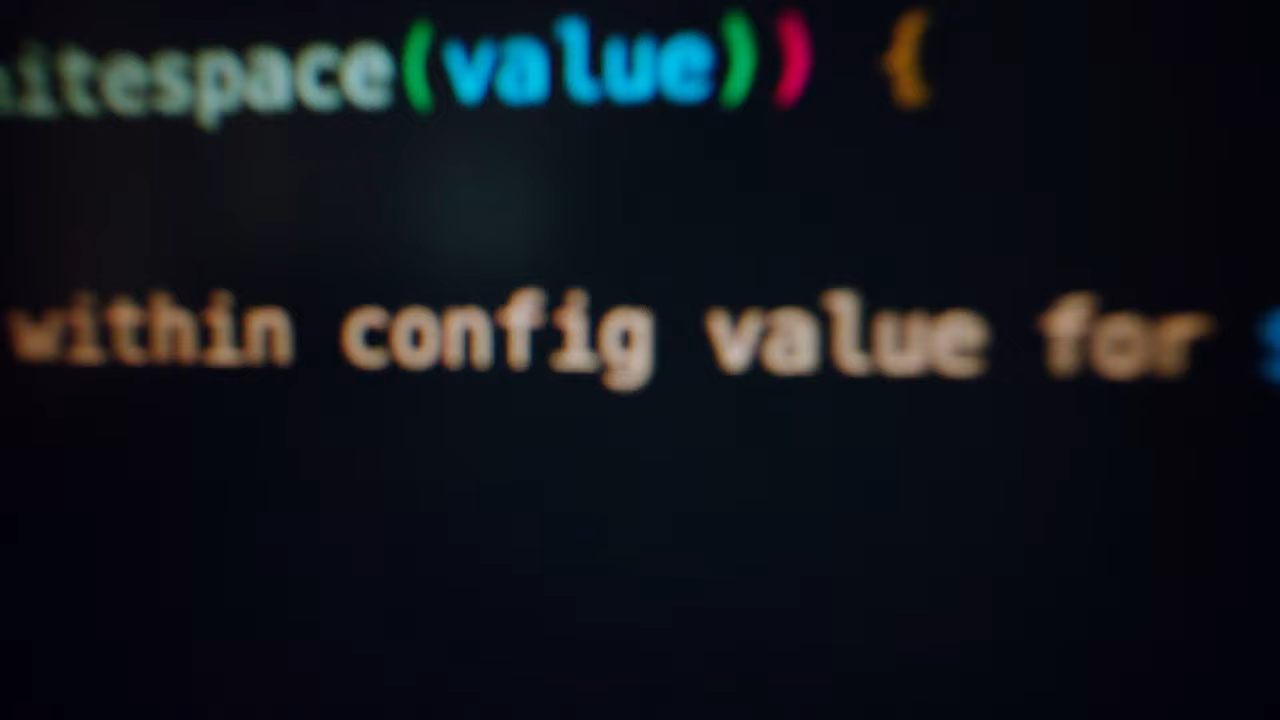 itespace(value)) {
within config value for $